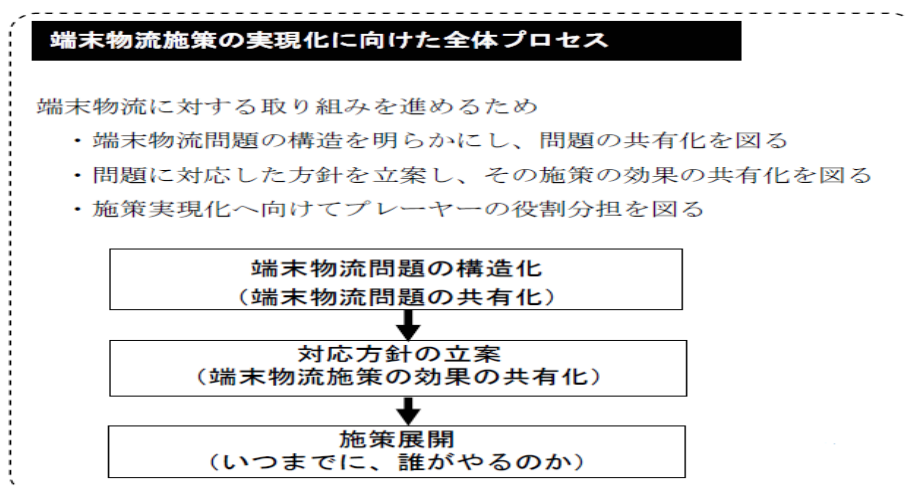 端末物流施策の実現化に向けた全体プロセス
端末物流に対する取り組みを進めるため
・端末物流問題の構造を明らかにし、問題の共有化を図る
・問題に対応した方針を立案し、その施策の効果の共有化を図る
・施策実現化へ向けてプレーヤーの役割分担を図る
端末物流問題の構造化
（端末物流問題の共有化）
対応方針の立案
（端末物流施策の効果の共有化）
施策展開
（いつまでに、誰がやるのか）